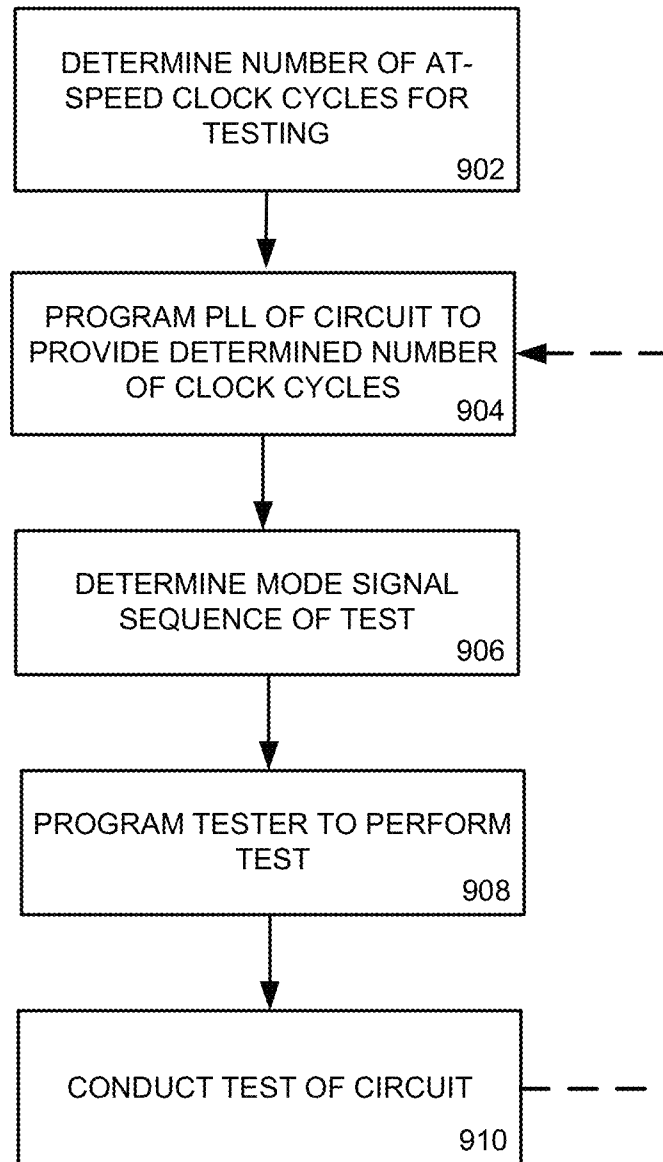 DETERMINE NUMBER OF AT-
SPEED CLOCK CYCLES FOR
TESTING
902
PROGRAM PLL OF CIRCUIT TO
PROVIDE DETERMINED NUMBER
OF CLOCK CYCLES
904
DETERMINE MODE SIGNAL
SEQUENCE OF TEST
906
PROGRAM TESTER TO PERFORM
TEST
908
CONDUCT TEST OF CIRCUIT
910